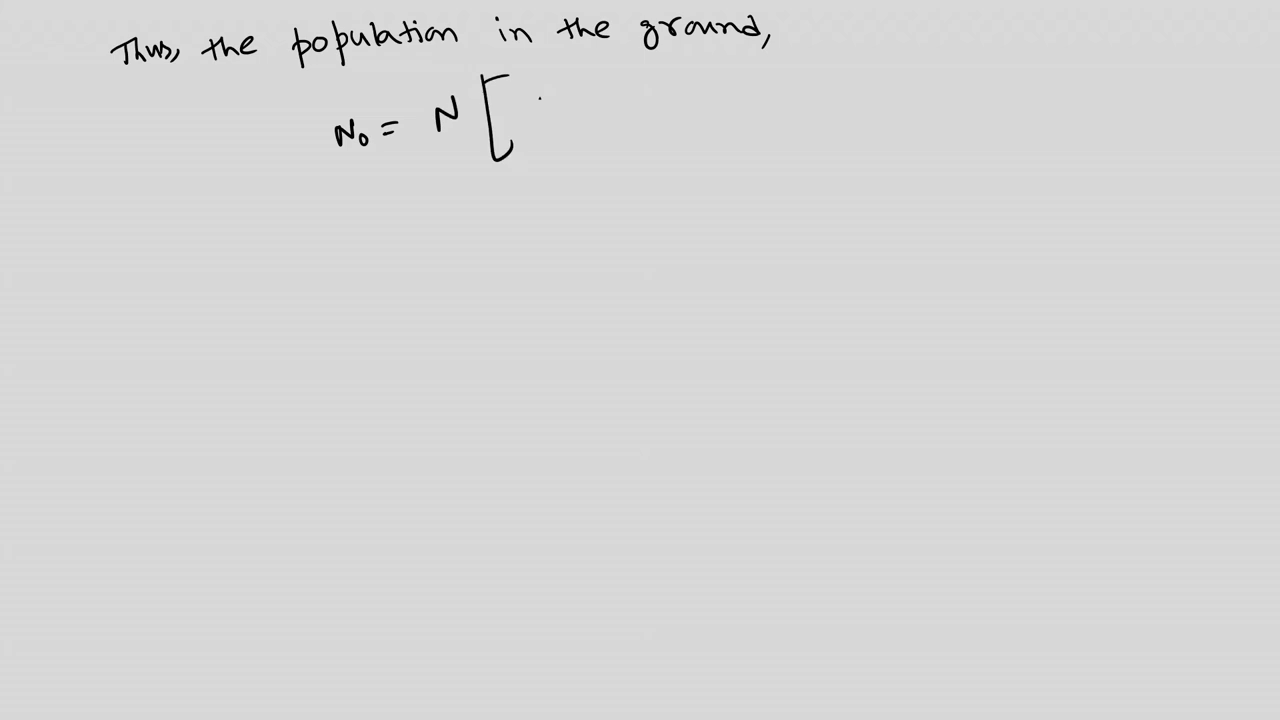 Thus, the population in the ground,
N₀ = N [